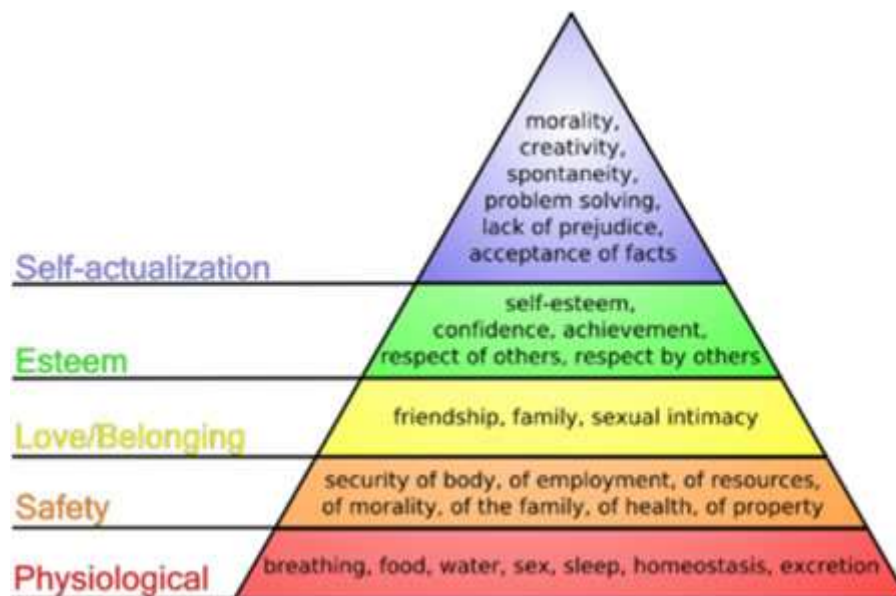 morality,
creativity,
spontaneity,
problem solving,
lack of prejudice,
acceptance of facts
Self-actualization
self-esteem,
confidence, achievement,
respect of others, respect by others
Esteem
friendship, family, sexual intimacy
Love/Belonging
security of body, of employment, of resources,
of morality, of the family, of health, of property
Safety
breathing, food, water, sex, sleep, homeostasis, excretion
Physiological